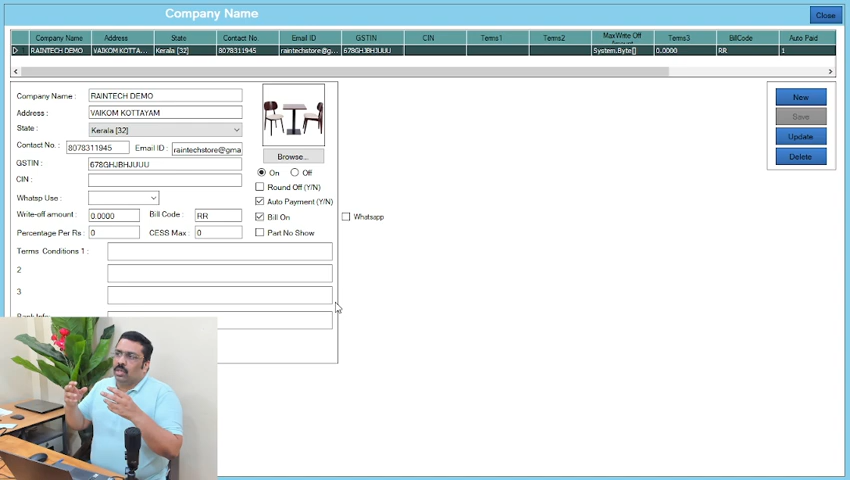 Company Name
Close
Company Name Address State Contact No. Email ID GSTIN CIN Terms1 Terms2 MaxWrite Off Terms3 BillCode Auto Paid
RAINTECH DEMO VAIKOM KOTTA... Kerala [32] 8078311945 raintechstore@g... 678GHJBHJUUU System.Byte[] 0.0000 RR 1
Company Name : RAINTECH DEMO
Address : VAIKOM KOTTAYAM
State : Kerala [32]
Contact No. : 8078311945 Email ID : raintechstore@gma
GSTIN : 678GHJBHJUUU
CIN :
Whatsp Use :
Write-off amount : 0.0000 Bill Code : RR
Percentage Per Rs : 0 CESS Max : 0
Terms Conditions 1 :
2
3
Browse...
On Off
Round Off (Y/N)
Auto Payment (Y/N)
Bill On Whatsapp
Part No Show
New
Save
Update
Delete